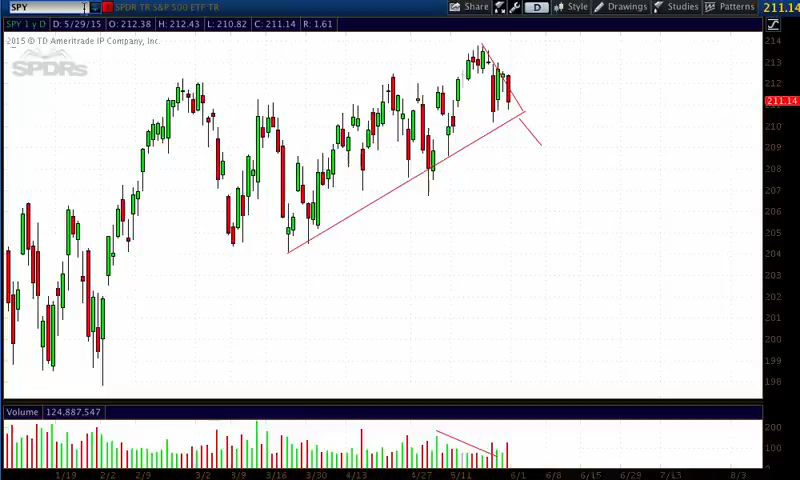 SPY
SPDR TR S&P 500 ETF TR
Share
D
Style
Drawings
Studies
Patterns
211.14
SPY 1 y D
D: 5/29/15
O: 212.38
H: 212.43
L: 210.82
C: 211.14
R: 1.61
2015 © TD Ameritrade IP Company, Inc.
SPDRs
214
213
212
211.14
210
209
208
207
206
205
204
203
202
201
200
199
198
Volume
124,887,547
200
100
0
1/19
2/2
2/9
3/2
3/16
3/30
4/13
4/27
5/11
6/1
6/8
6/15
6/29
7/13
8/3